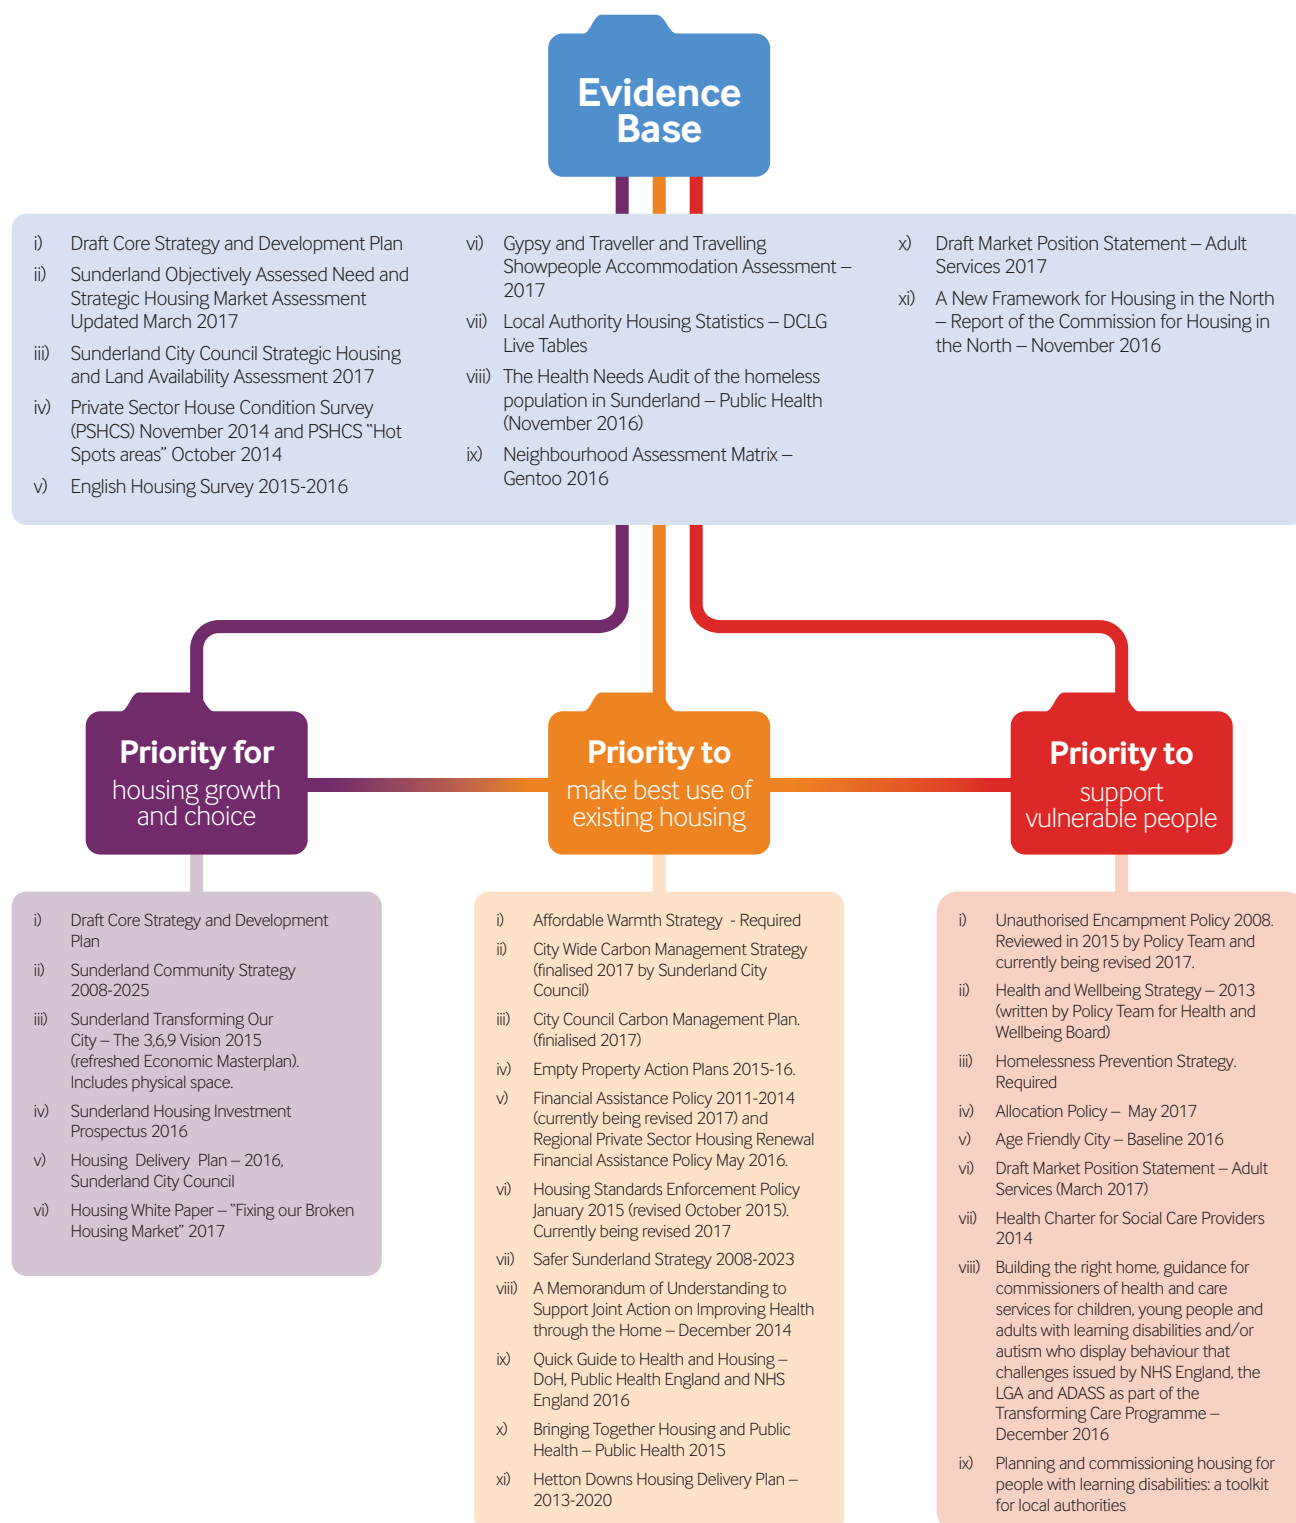 Evidence
Base
i) Draft Core Strategy and Development Plan
ii) Sunderland Objectively Assessed Need and
Strategic Housing Market Assessment
Updated March 2017
iii) Sunderland City Council Strategic Housing
and Land Availability Assessment 2017
iv) Private Sector House Condition Survey
(PSHCS) November 2014 and PSHCS “Hot
Spots areas” October 2014
v) English Housing Survey 2015-2016
vi) Gypsy and Traveller and Travelling
Showpeople Accommodation Assessment –
2017
vii) Local Authority Housing Statistics – DCLG
Live Tables
viii) The Health Needs Audit of the homeless
population in Sunderland – Public Health
(November 2016)
ix) Neighbourhood Assessment Matrix –
Gentoo 2016
x) Draft Market Position Statement – Adult
Services 2017
xi) A New Framework for Housing in the North
– Report of the Commission for Housing in
the North – November 2016
Priority for
housing growth
and choice
i) Draft Core Strategy and Development
Plan
ii) Sunderland Community Strategy
2008-2025
iii) Sunderland Transforming Our
City – The 3,6,9 Vision 2015
(refreshed Economic Masterplan).
Includes physical space.
iv) Sunderland Housing Investment
Prospectus 2016
v) Housing Delivery Plan – 2016,
Sunderland City Council
vi) Housing White Paper – “Fixing our Broken
Housing Market” 2017
Priority to
make best use of
existing housing
i) Affordable Warmth Strategy - Required
ii) City Wide Carbon Management Strategy
(finalised 2017 by Sunderland City
Council)
iii) City Council Carbon Management Plan.
(finialised 2017)
iv) Empty Property Action Plans 2015-16.
v) Financial Assistance Policy 2011-2014
(currently being revised 2017) and
Regional Private Sector Housing Renewal
Financial Assistance Policy May 2016.
vi) Housing Standards Enforcement Policy
January 2015 (revised October 2015).
Currently being revised 2017
vii) Safer Sunderland Strategy 2008-2023
viii) A Memorandum of Understanding to
Support Joint Action on Improving Health
through the Home – December 2014
ix) Quick Guide to Health and Housing –
DoH, Public Health England and NHS
England 2016
x) Bringing Together Housing and Public
Health – Public Health 2015
xi) Hetton Downs Housing Delivery Plan –
2013-2020
Priority to
support
vulnerable people
i) Unauthorised Encampment Policy 2008.
Reviewed in 2015 by Policy Team and
currently being revised 2017.
ii) Health and Wellbeing Strategy – 2013
(written by Policy Team for Health and
Wellbeing Board)
iii) Homelessness Prevention Strategy.
Required
iv) Allocation Policy – May 2017
v) Age Friendly City – Baseline 2016
vi) Draft Market Position Statement – Adult
Services (March 2017)
vii) Health Charter for Social Care Providers
2014
viii) Building the right home, guidance for
commissioners of health and care
services for children, young people and
adults with learning disabilities and/or
autism who display behaviour that
challenges issued by NHS England, the
LGA and ADASS as part of the
Transforming Care Programme –
December 2016
ix) Planning and commissioning housing for
people with learning disabilities: a toolkit
for local authorities